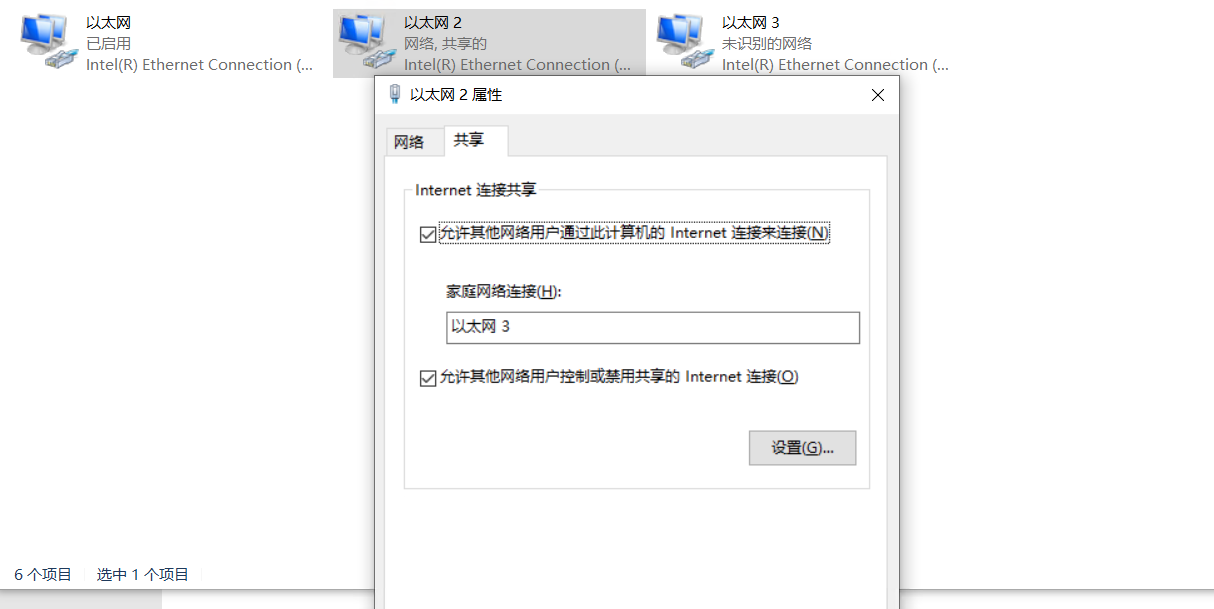 以太网
已启用
Intel(R) Ethernet Connection (...
以太网 2
网络, 共享的
Intel(R) Ethernet Connection (...
以太网 3
未识别的网络
Intel(R) Ethernet Connection (...
以太网 2 属性
网络
共享
Internet 连接共享
允许其他网络用户通过此计算机的 Internet 连接来连接(N)
家庭网络连接(H):
以太网 3
允许其他网络用户控制或禁用共享的 Internet 连接(O)
设置(G)...
6 个项目
选中 1 个项目